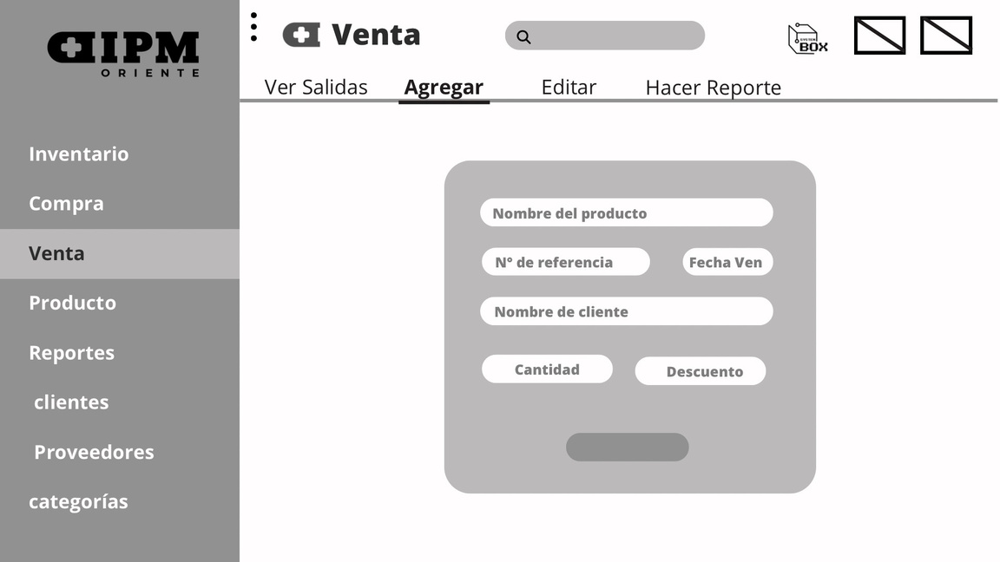 IPM
ORIENTE
Inventario
Compra
Venta
Producto
Reportes
clientes
Proveedores
categorías
Venta
SYSTEM
BOX
Ver Salidas
Agregar
Editar
Hacer Reporte
Nombre del producto
N° de referencia
Fecha Ven
Nombre de cliente
Cantidad
Descuento